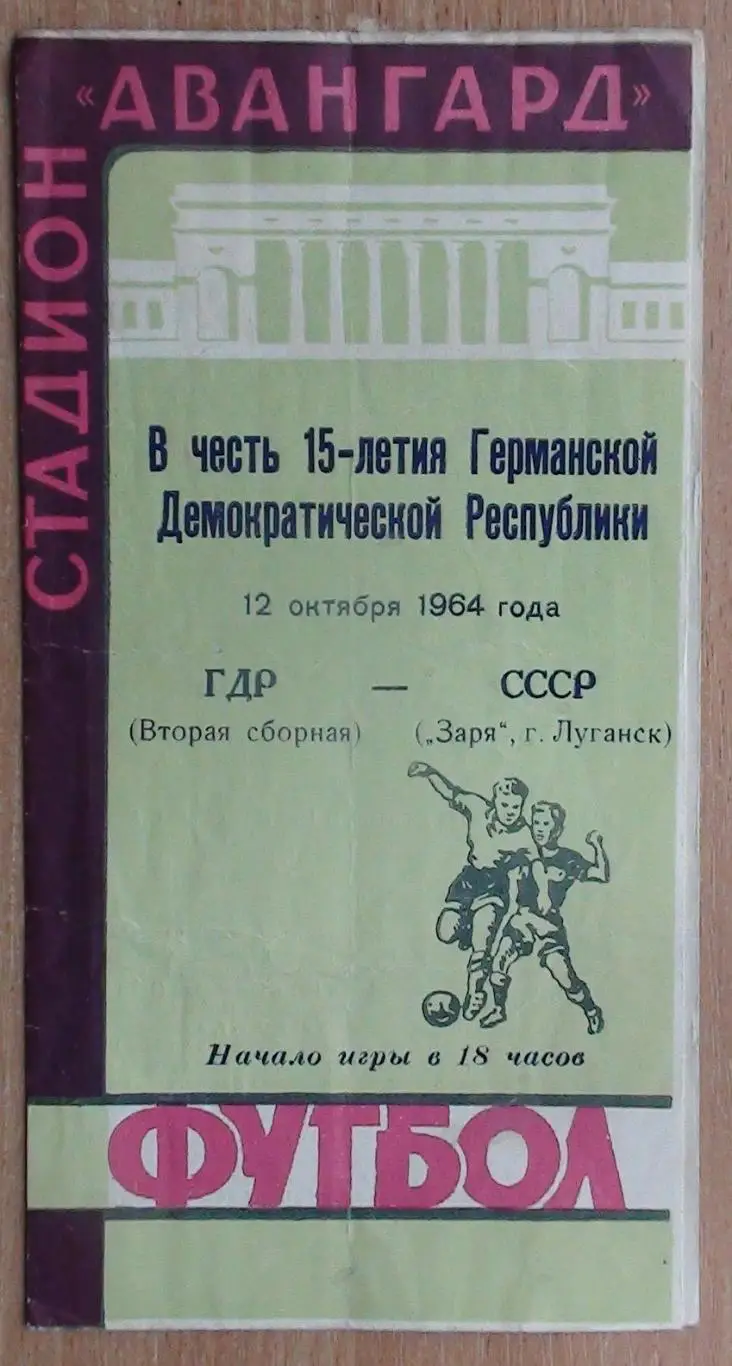 СТАДИОН
«АВАНГАРД»
В честь 15-летия Германской
Демократической Республики
12 октября 1964 года
ГДР — СССР
(Вторая сборная) („Заря“, г. Луганск)
Начало игры в 18 часов
ФУТБОЛ